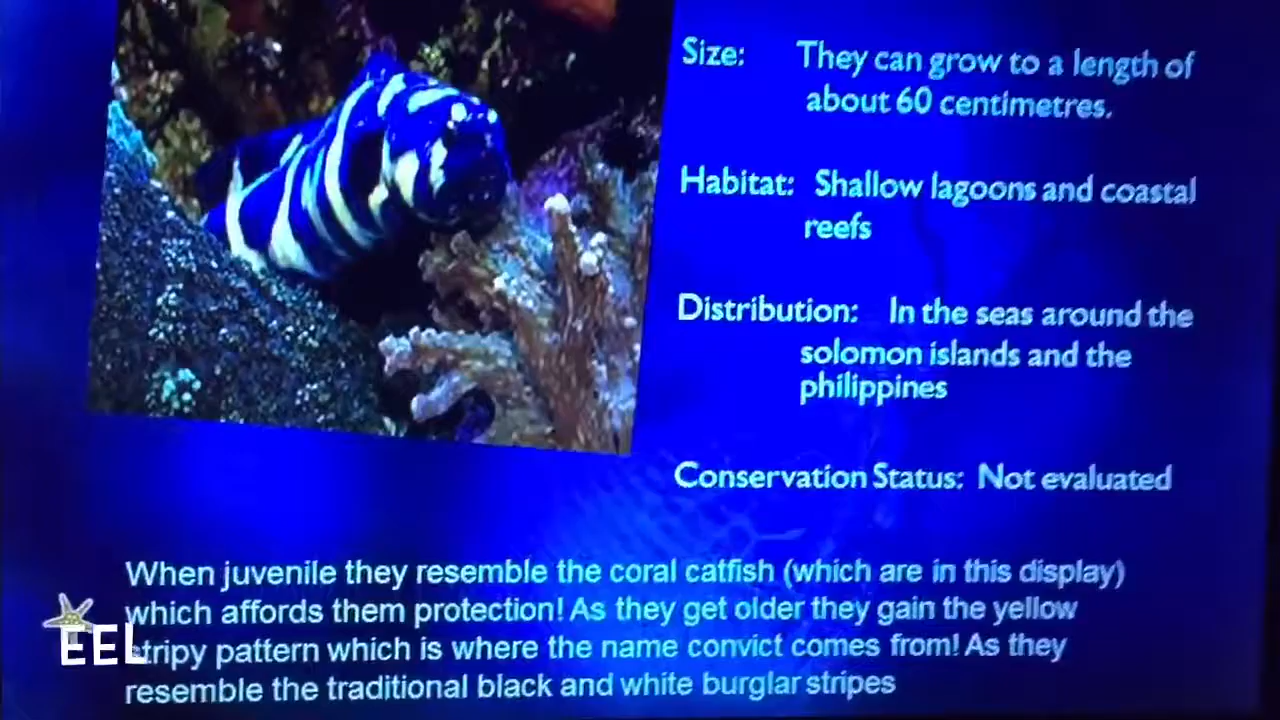 Size: They can grow to a length of
about 60 centimetres.
Habitat: Shallow lagoons and coastal
reefs
Distribution: In the seas around the
solomon islands and the
philippines
Conservation Status: Not evaluated
When juvenile they resemble the coral catfish (which are in this display)
which affords them protection! As they get older they gain the yellow
stripy pattern which is where the name convict comes from! As they
resemble the traditional black and white burglar stripes
EEL